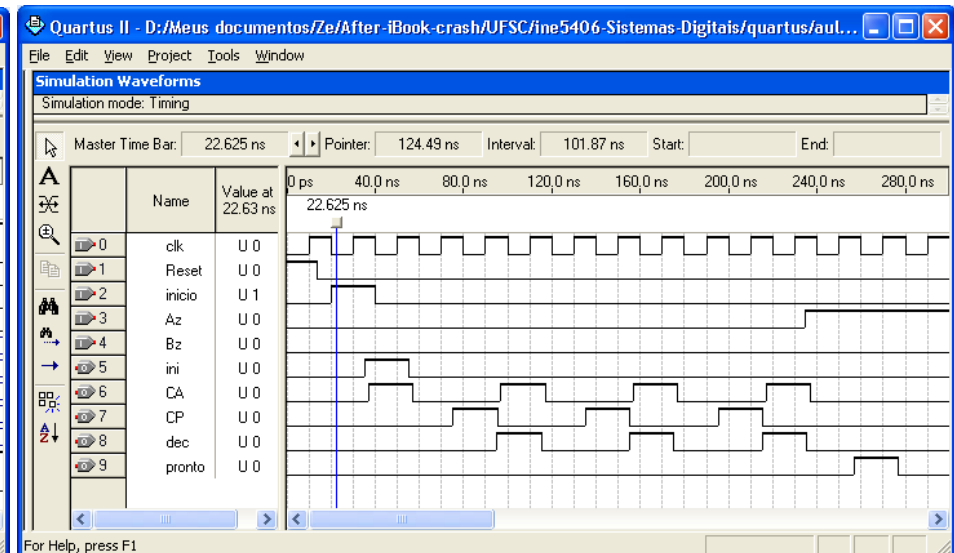 Quartus II - D:/Meus documentos/Ze/After-iBook-crash/UFSC/ine5406-Sistemas-Digitais/quartus/aul...
File Edit View Project Tools Window
Simulation Waveforms
Simulation mode: Timing
Master Time Bar: 22.625 ns Pointer: 124.49 ns Interval: 101.87 ns Start: End:
Name Value at 22.63 ns 0 ps 40.0 ns 80.0 ns 120.0 ns 160.0 ns 200.0 ns 240.0 ns 280.0 ns
22.625 ns
0 clk U 0
1 Reset U 0
2 inicio U 1
3 Az U 0
4 Bz U 0
5 ini U 0
6 CA U 0
7 CP U 0
8 dec U 0
9 pronto U 0
For Help, press F1